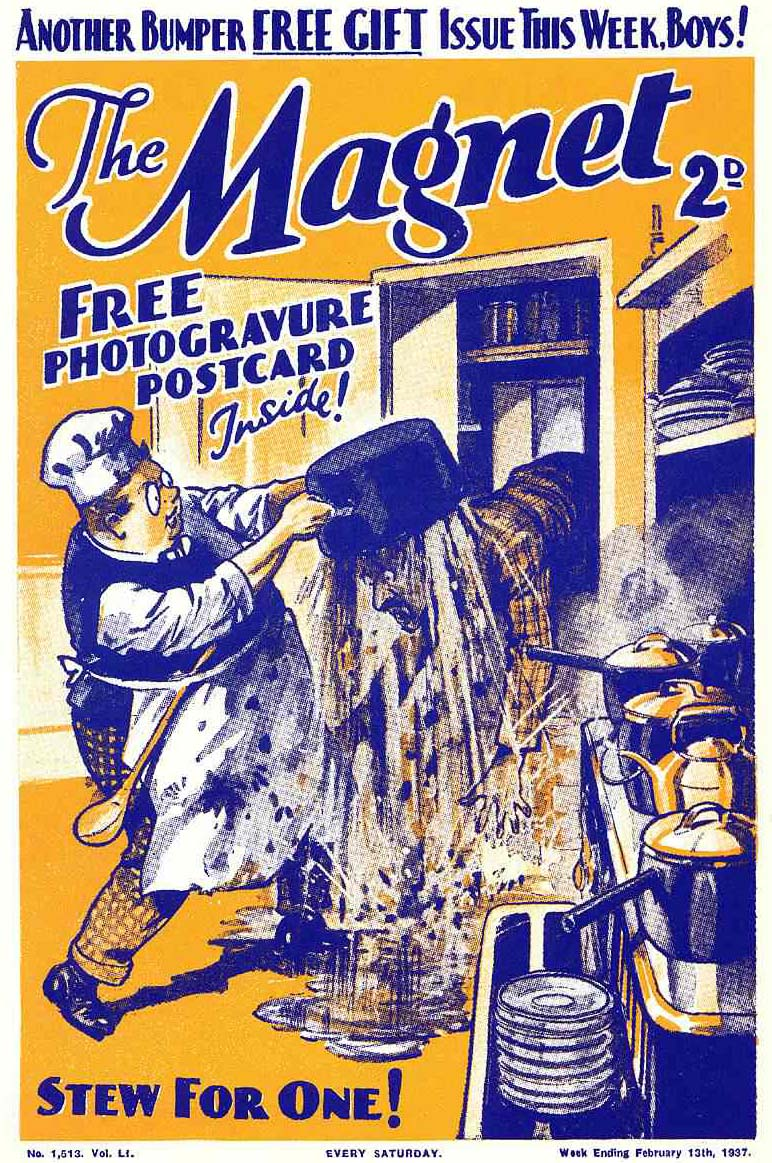 ANOTHER BUMPER FREE GIFT ISSUE THIS WEEK, BOYS!
The Magnet 2D
FREE
PHOTOGRAVURE
POSTCARD
Inside!
STEW FOR ONE!
No. 1,513. Vol. LI. EVERY SATURDAY. Week Ending February 13th, 1937.